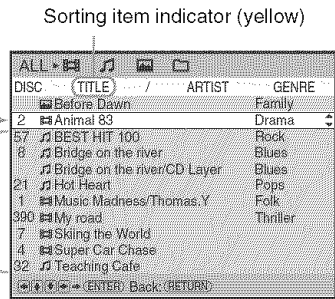 Sorting item indicator (yellow)
ALL
DISC TITLE / ARTIST GENRE
Before Dawn Family
2 Animal 83 Drama
57 BEST HIT 100 Rock
8 Bridge on the river Blues
Bridge on the river/CD Layer Blues
21 Hot Heart Pops
1 Music Madness/Thomas.Y Folk
390 My road Thriller
7 Skiing the World
4 Super Car Chase
32 Teaching Cafe
ENTER Back: RETURN